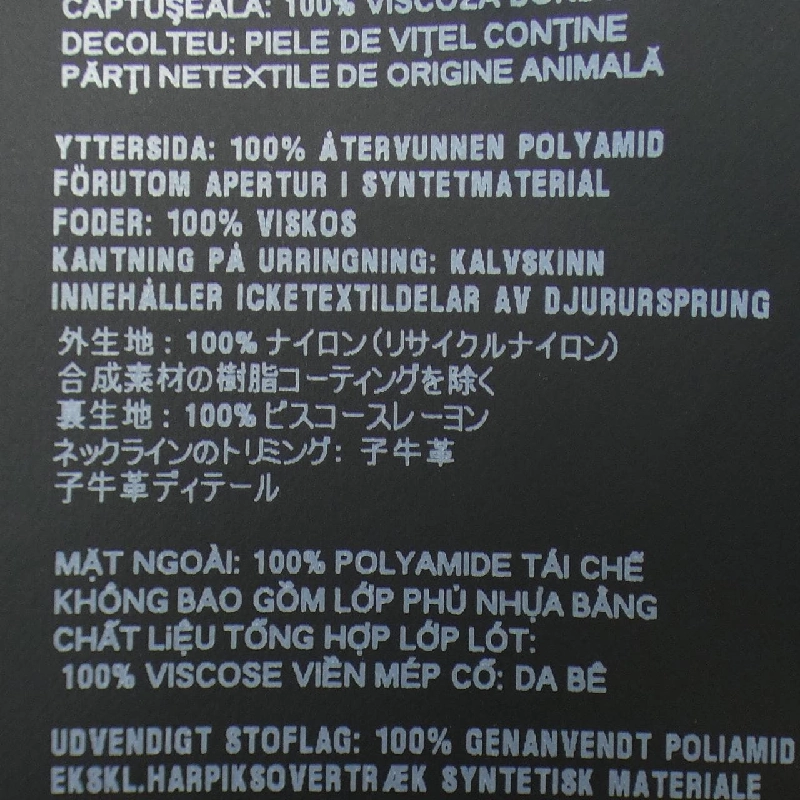 CAPTUŞEALĂ: 100% VISCOZĂ
DECOLTEU: PIELE DE VIŢEL CONŢINE
PĂRŢI NETEXTILE DE ORIGINE ANIMALĂ
YTTERSIDA: 100% ÅTERVUNNEN POLYAMID
FÖRUTOM APERTUR I SYNTETMATERIAL
FODER: 100% VISKOS
KANTNING PÅ URRINGNING: KALVSKINN
INNEHÅLLER ICKETEXTILDELAR AV DJURURSPRUNG
外生地：100%ナイロン(リサイクルナイロン)
合成素材の樹脂コーティングを除く
裏生地：100%ビスコースレーヨン
ネックラインのトリミング：子牛革
子牛革ディテール
MẶT NGOÀI: 100% POLYAMIDE TÁI CHẾ
KHÔNG BAO GỒM LỚP PHỦ NHỰA BẰNG
CHẤT LIỆU TỔNG HỢP LỚP LÓT:
100% VISCOSE VIỀN MÉP CỔ: DA BÊ
UDVENDIGT STOFLAG: 100% GENANVENDT POLIAMID
EKSKL.HARPIKSOVERTRÆK SYNTETISK MATERIALE